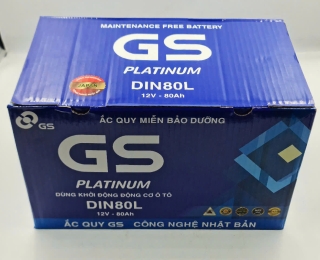 MAINTENANCE FREE BATTERY
GS
PLATINUM
JAPAN
DIN80L
12V - 80Ah
GS
ẮC QUY MIỄN BẢO DƯỠNG
GS
PLATINUM
DÙNG KHỞI ĐỘNG ĐỘNG CƠ Ô TÔ
DIN80L
12V - 80Ah
ẮC QUY GS CÔNG NGHỆ NHẬT BẢN